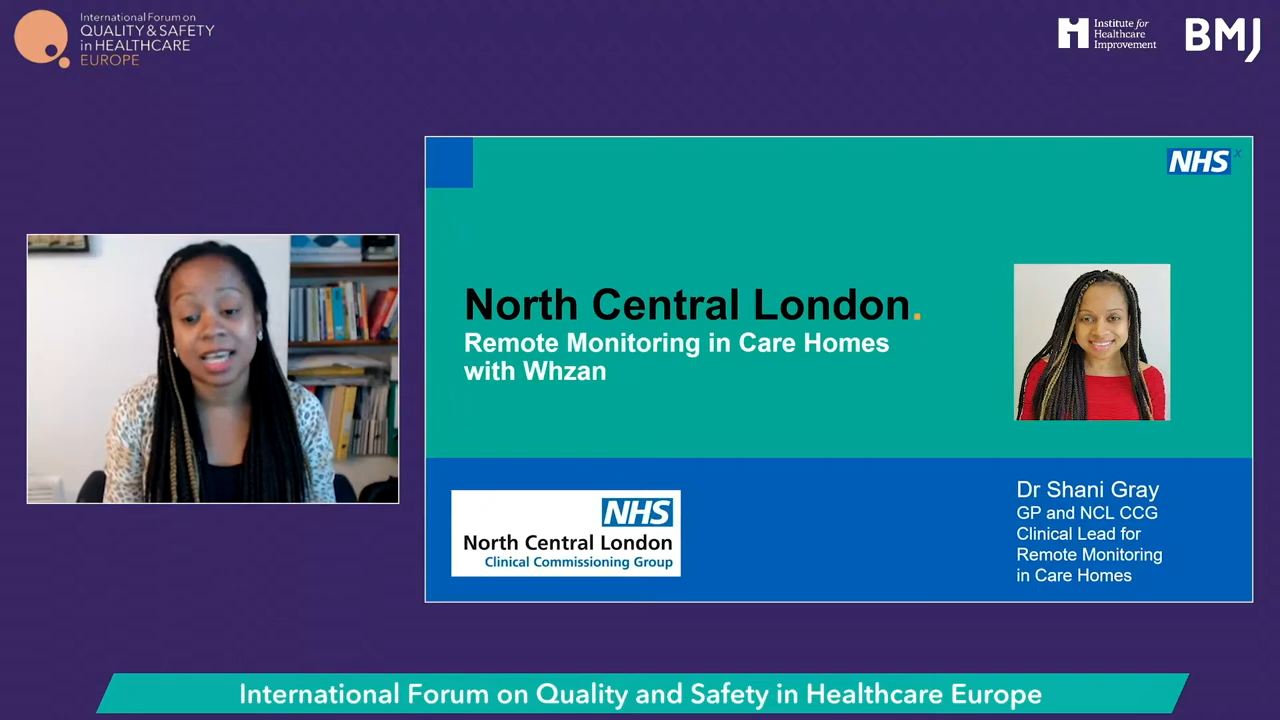 International Forum on
QUALITY & SAFETY
in HEALTHCARE
EUROPE
Institute for
Healthcare
Improvement
BMJ
NHS x
North Central London.
Remote Monitoring in Care Homes
with Whzan
NHS
North Central London
Clinical Commissioning Group
Dr Shani Gray
GP and NCL CCG
Clinical Lead for
Remote Monitoring
in Care Homes
International Forum on Quality and Safety in Healthcare Europe